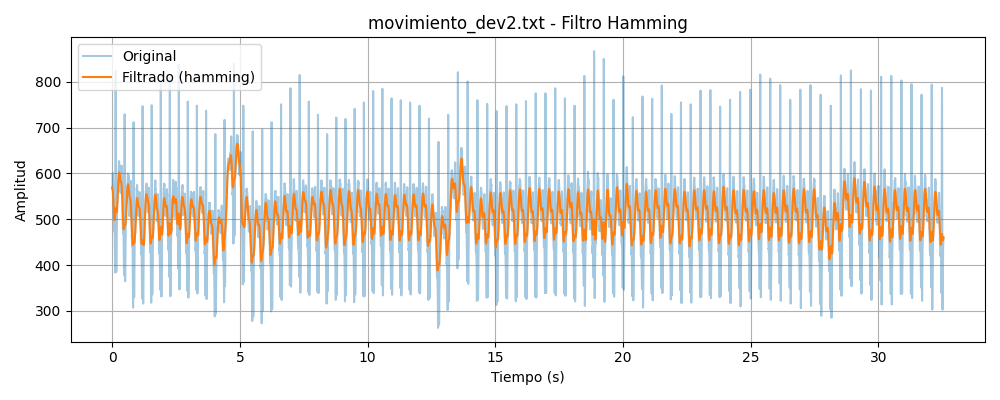 movimiento_dev2.txt - Filtro Hamming
Original
Filtrado (hamming)
Amplitud
800
700
600
500
400
300
0 5 10 15 20 25 30
Tiempo (s)